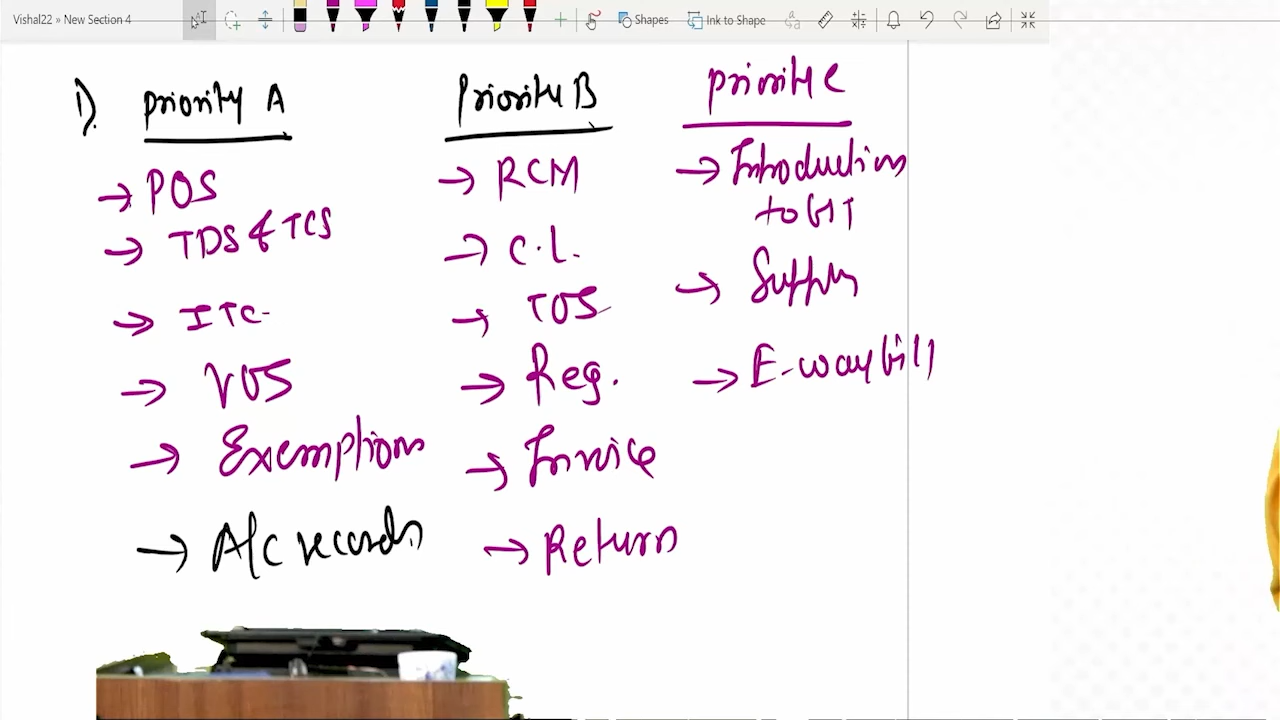 Vishal22 » New Section 4
Shapes
Ink to Shape
1). Priority A
→ POS
→ TDS & TCS
→ ITC
→ VOS
→ Exemptions
→ A/c records
Priority B
→ RCM
→ C.L.
→ TOS
→ Reg.
→ Invoice
→ Return
Priority C
→ Introduction
to GST
→ Supply
→ E-way bill